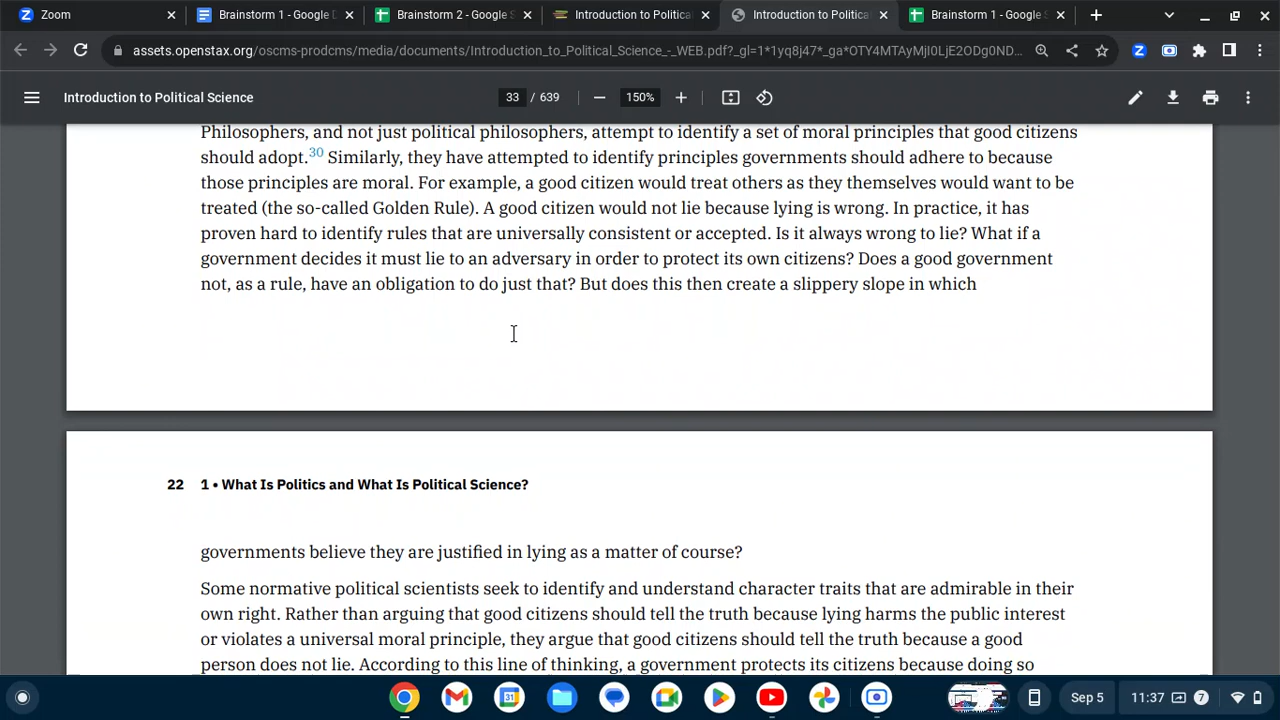 Zoom
Brainstorm 1 - Google D
Brainstorm 2 - Google S
Introduction to Politica
Introduction to Politica
Brainstorm 1 - Google S
assets.openstax.org/oscms-prodcms/media/documents/Introduction_to_Political_Science_-_WEB.pdf?_gl=1*1yq8j47*_ga*OTY4MTAyMjI0LjE2ODg0ND...
Introduction to Political Science
33 / 639
150%
Philosophers, and not just political philosophers, attempt to identify a set of moral principles that good citizens
should adopt.30 Similarly, they have attempted to identify principles governments should adhere to because
those principles are moral. For example, a good citizen would treat others as they themselves would want to be
treated (the so-called Golden Rule). A good citizen would not lie because lying is wrong. In practice, it has
proven hard to identify rules that are universally consistent or accepted. Is it always wrong to lie? What if a
government decides it must lie to an adversary in order to protect its own citizens? Does a good government
not, as a rule, have an obligation to do just that? But does this then create a slippery slope in which
22 1 • What Is Politics and What Is Political Science?
governments believe they are justified in lying as a matter of course?
Some normative political scientists seek to identify and understand character traits that are admirable in their
own right. Rather than arguing that good citizens should tell the truth because lying harms the public interest
or violates a universal moral principle, they argue that good citizens should tell the truth because a good
person does not lie. According to this line of thinking, a government protects its citizens because doing so
31
Sep 5
11:37
7